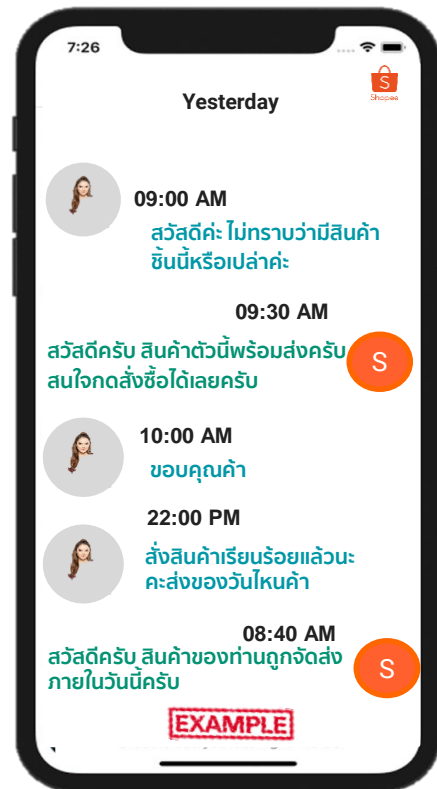 7:26
S
Shopee
Yesterday
09:00 AM
สวัสดีค่ะ ไม่ทราบว่ามีสินค้า
ชิ้นนี้หรือเปล่าค่ะ
09:30 AM
สวัสดีครับ สินค้าตัวนี้พร้อมส่งครับ
สนใจกดสั่งซื้อได้เลยครับ
S
10:00 AM
ขอบคุณค้า
22:00 PM
สั่งสินค้าเรียนร้อยแล้วนะ
คะส่งของวันไหนค้า
08:40 AM
สวัสดีครับ สินค้าของท่านถูกจัดส่ง
ภายในวันนี้ครับ
S
EXAMPLE